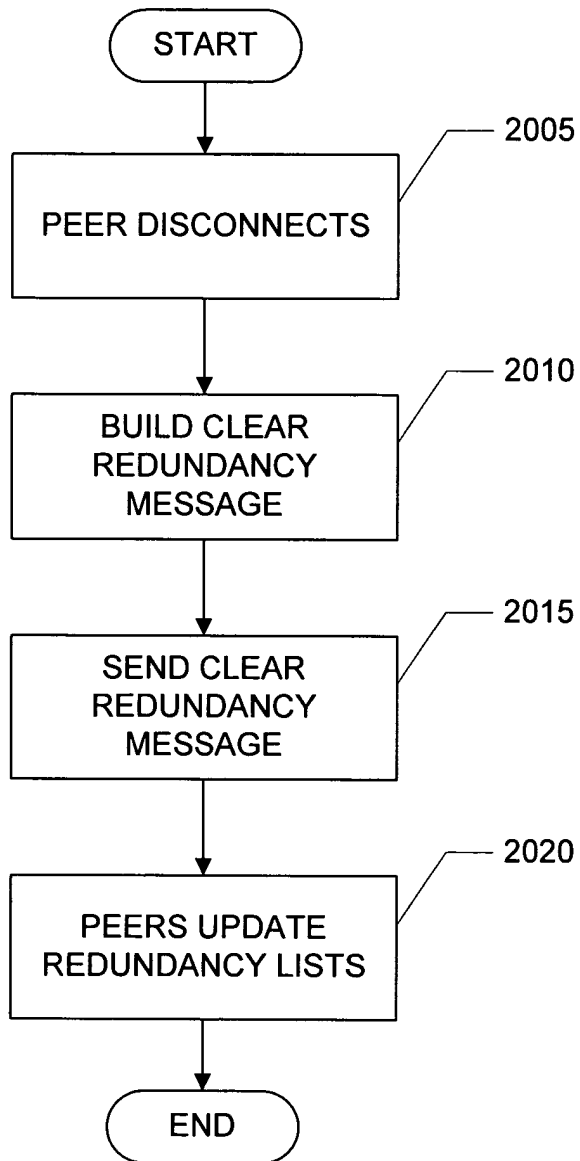 START
2005
PEER DISCONNECTS
2010
BUILD CLEAR
REDUNDANCY
MESSAGE
2015
SEND CLEAR
REDUNDANCY
MESSAGE
2020
PEERS UPDATE
REDUNDANCY LISTS
END